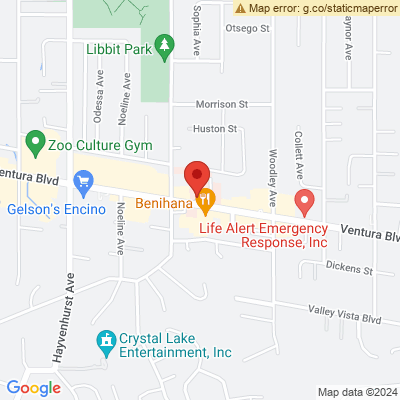 Map error: g.co/staticmaperror
Otsego St
Sophia Ave
Libbit Park
Odessa Ave
Noeline Ave
Morrison St
Huston St
Zoo Culture Gym
Collett Ave
Woodley Ave
entura Blvd
Gelson's Encino
Benihana
Noeline Ave
Life Alert Emergency
Response, Inc
Ventura Blv
Dickens St
Hayvenhurst Ave
Valley Vista Blvd
Crystal Lake
Entertainment, Inc
Google
Map data ©2024